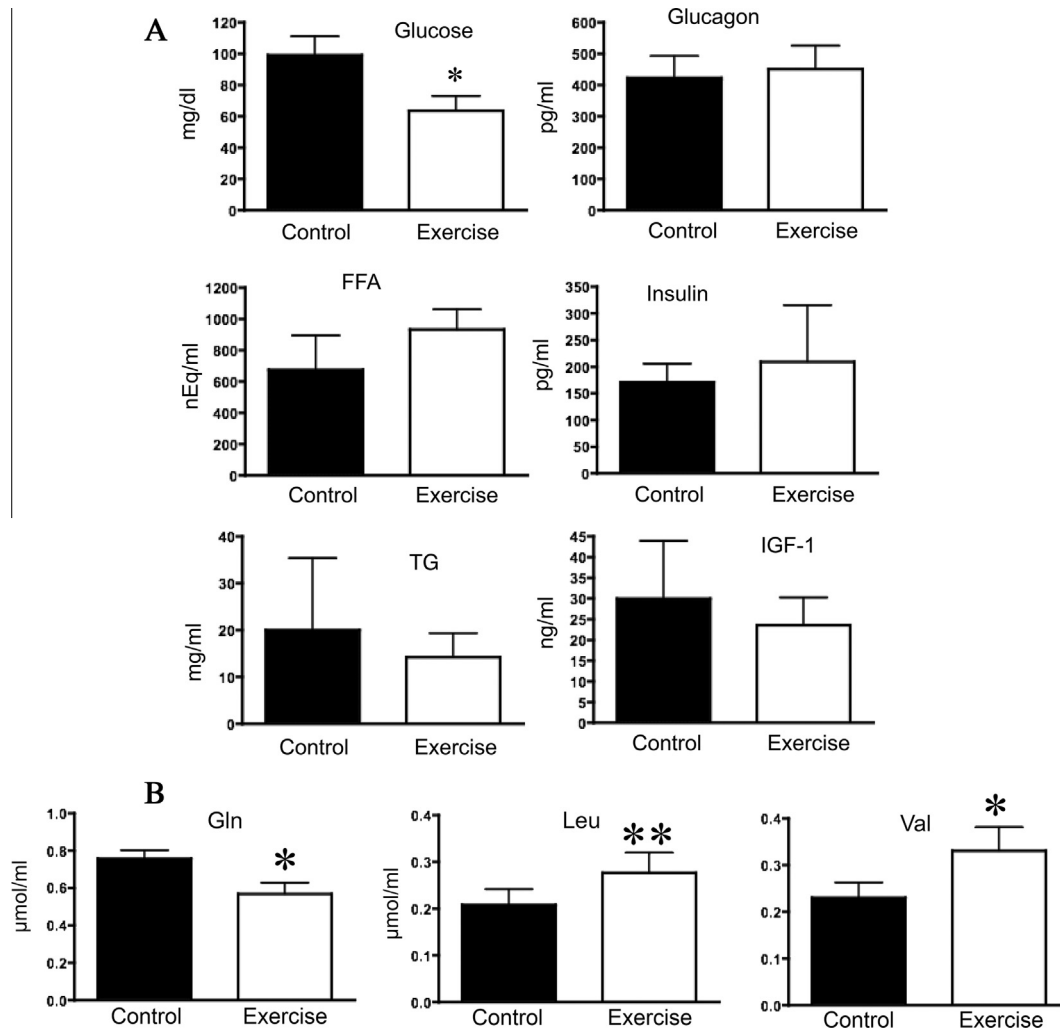 A
Glucose
*
mg/dl
120
100
80
60
40
20
0
Control Exercise
Glucagon
pg/ml
600
500
400
300
200
100
0
Control Exercise
FFA
nEq/ml
1200
1000
800
600
400
200
0
Control Exercise
Insulin
pg/ml
350
300
250
200
150
100
50
0
Control Exercise
TG
mg/ml
40
30
20
10
0
Control Exercise
IGF-1
ng/ml
45
40
35
30
25
20
15
10
5
0
Control Exercise
B
Gln
*
µmol/ml
1.0
0.8
0.6
0.4
0.2
0.0
Control Exercise
Leu
**
µmol/ml
0.4
0.3
0.2
0.1
0.0
Control Exercise
Val
*
µmol/ml
0.4
0.3
0.2
0.1
0.0
Control Exercise